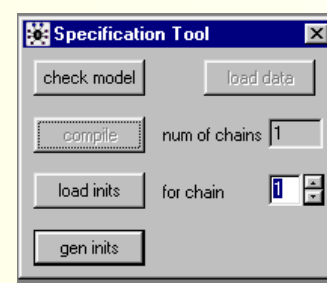 Specification Tool
check model load data
compile num of chains 1
load inits for chain 1
gen inits